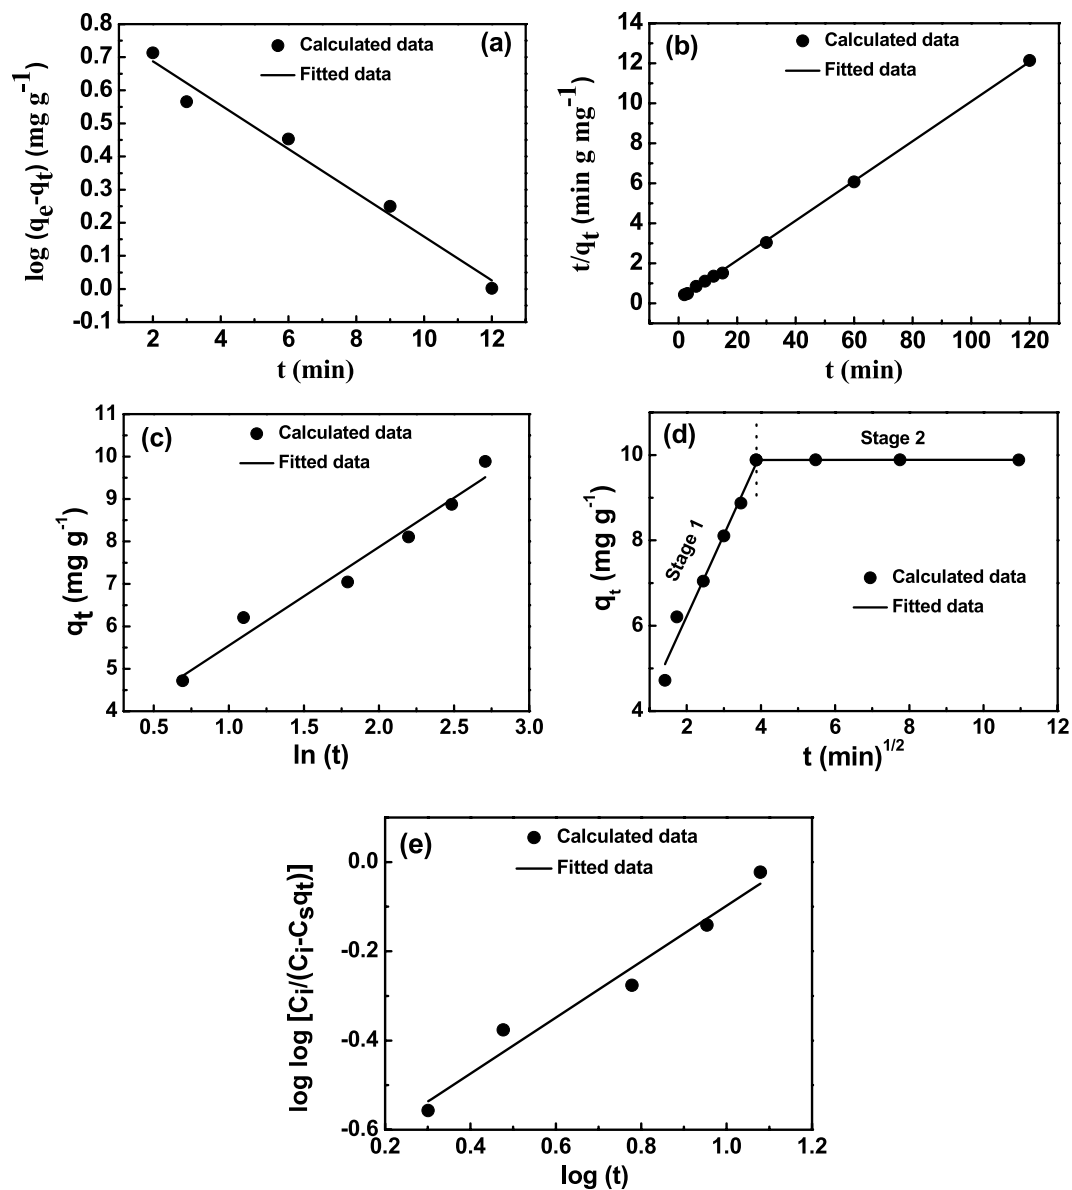 (a)
Calculated data
Fitted data
log (qₑ-qₜ) (mg g⁻¹)
0.8
0.7
0.6
0.5
0.4
0.3
0.2
0.1
0.0
-0.1
2 4 6 8 10 12
t (min)
(b)
Calculated data
Fitted data
t/qₜ (min g mg⁻¹)
14
12
10
8
6
4
2
0
0 20 40 60 80 100 120
t (min)
(c)
Calculated data
Fitted data
qₜ (mg g⁻¹)
11
10
9
8
7
6
5
4
0.5 1.0 1.5 2.0 2.5 3.0
ln (t)
(d)
Stage 1
Stage 2
Calculated data
Fitted data
qₜ (mg g⁻¹)
10
8
6
4
2 4 6 8 10 12
t (min)¹/²
(e)
Calculated data
Fitted data
log log [Cᵢ/(Cᵢ-Cₛqₜ)]
0.0
-0.2
-0.4
-0.6
0.2 0.4 0.6 0.8 1.0 1.2
log (t)